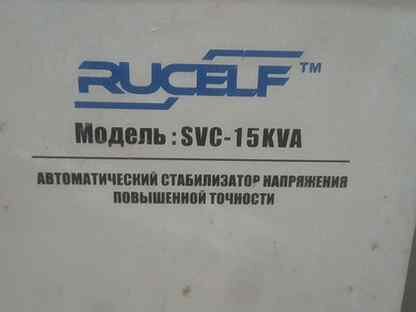 RUCELF™
Модель : SVC-15KVA
АВТОМАТИЧЕСКИЙ СТАБИЛИЗАТОР НАПРЯЖЕНИЯ
ПОВЫШЕННОЙ ТОЧНОСТИ